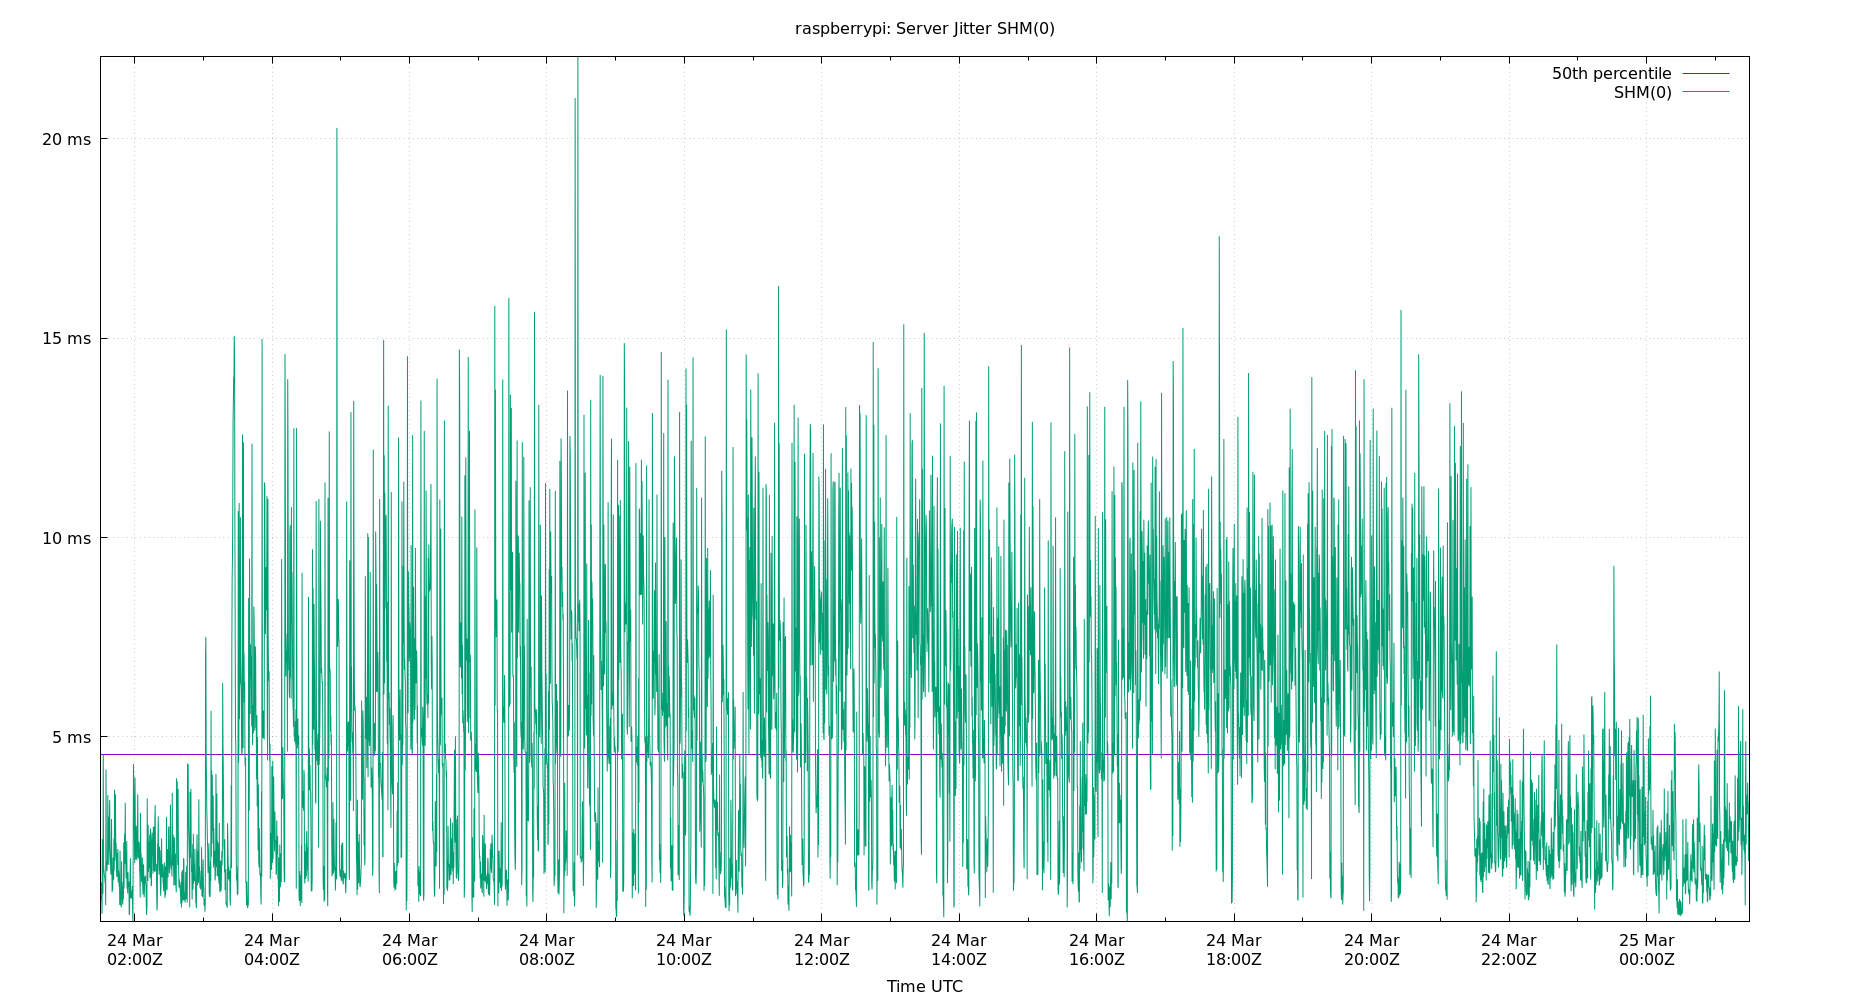 raspberrypi: Server Jitter SHM(0)
50th percentile
SHM(0)
20 ms
15 ms
10 ms
5 ms
24 Mar 24 Mar 24 Mar 24 Mar 24 Mar 24 Mar 24 Mar 24 Mar 24 Mar 24 Mar 24 Mar 25 Mar
02:00Z 04:00Z 06:00Z 08:00Z 10:00Z 12:00Z 14:00Z 16:00Z 18:00Z 20:00Z 22:00Z 00:00Z
Time UTC